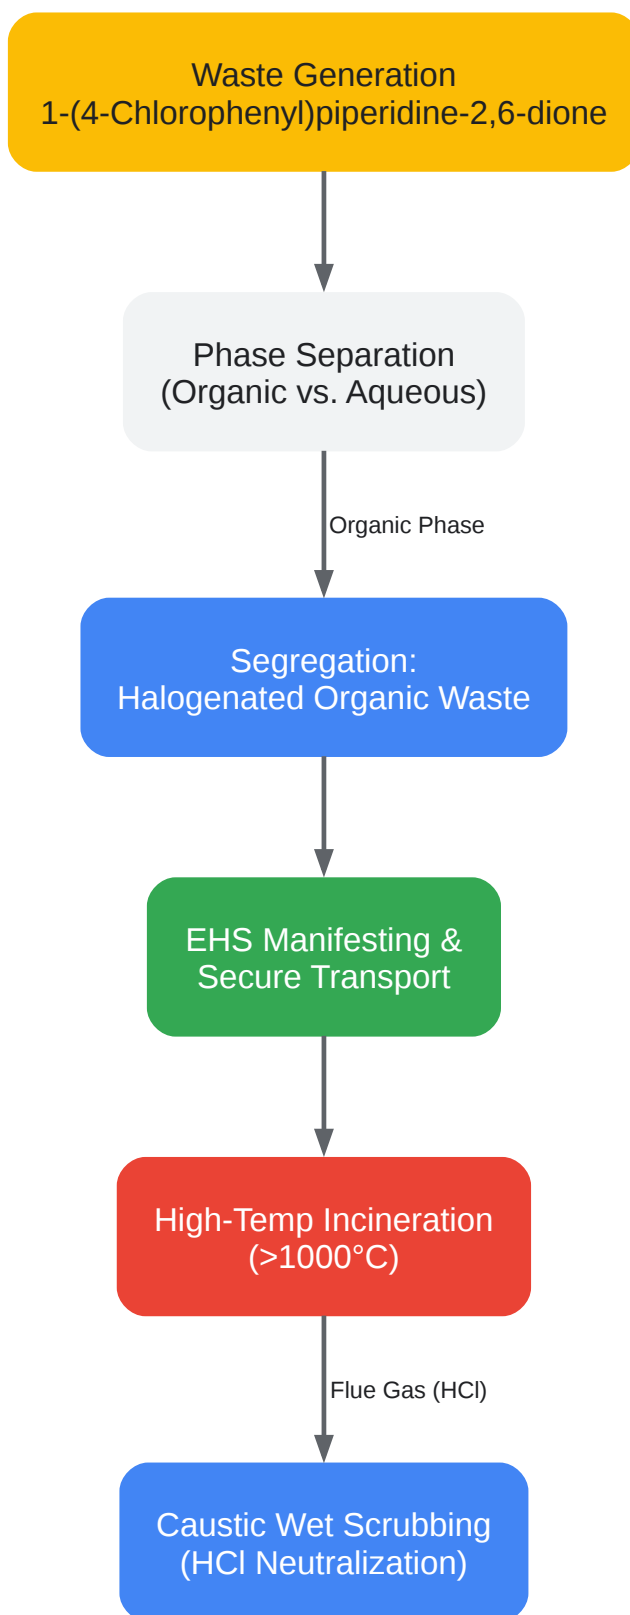 Waste Generation
1-(4-Chlorophenyl)piperidine-2,6-dione
Phase Separation
(Organic vs. Aqueous)
Organic Phase
Segregation:
Halogenated Organic Waste
EHS Manifesting &
Secure Transport
High-Temp Incineration
(>1000°C)
Flue Gas (HCl)
Caustic Wet Scrubbing
(HCl Neutralization)